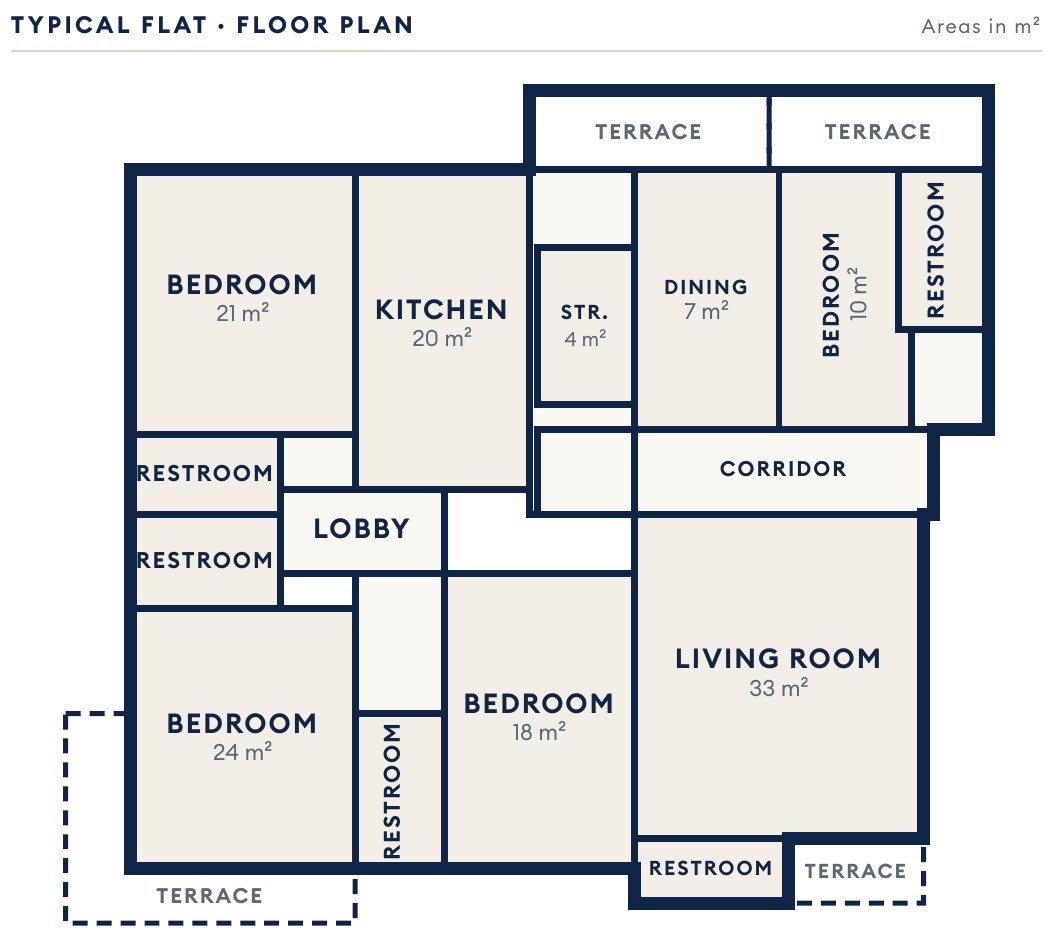 TYPICAL FLAT · FLOOR PLAN
Areas in m²
TERRACE
TERRACE
BEDROOM
21 m²
KITCHEN
20 m²
STR.
4 m²
DINING
7 m²
BEDROOM
10 m²
RESTROOM
RESTROOM
CORRIDOR
LOBBY
RESTROOM
LIVING ROOM
33 m²
BEDROOM
24 m²
RESTROOM
BEDROOM
18 m²
RESTROOM
TERRACE
TERRACE